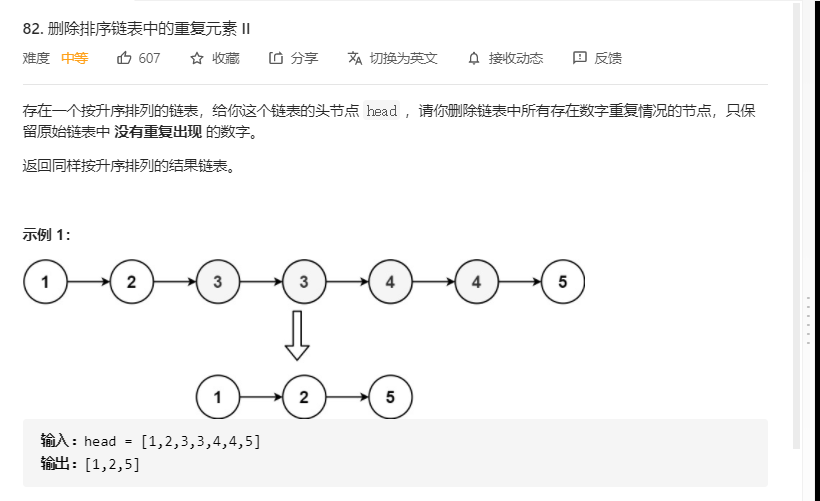 82. 删除排序链表中的重复元素 II
难度 中等 607 收藏 分享 切换为英文 接收动态 反馈
存在一个按升序排列的链表，给你这个链表的头节点 head ，请你删除链表中所有存在数字重复情况的节点，只保
留原始链表中 没有重复出现 的数字。
返回同样按升序排列的结果链表。
示例 1：
1 2 3 3 4 4 5
1 2 5
输入：head = [1,2,3,3,4,4,5]
输出：[1,2,5]